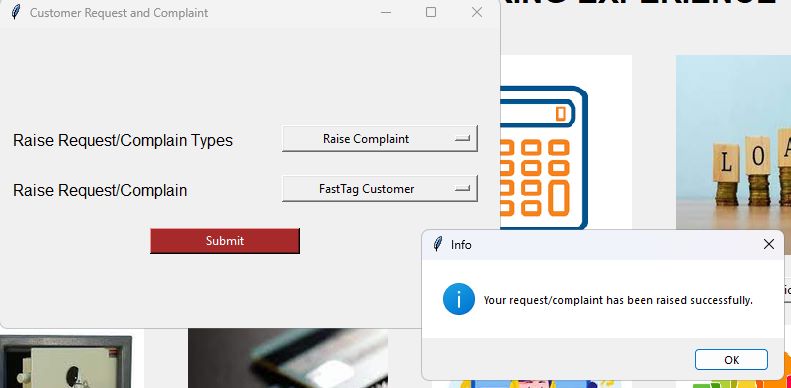 Customer Request and Complaint
Raise Request/Complain Types
Raise Complaint
Raise Request/Complain
FastTag Customer
Submit
EXPERIENCE
L O A
Info
Your request/complaint has been raised successfully.
OK